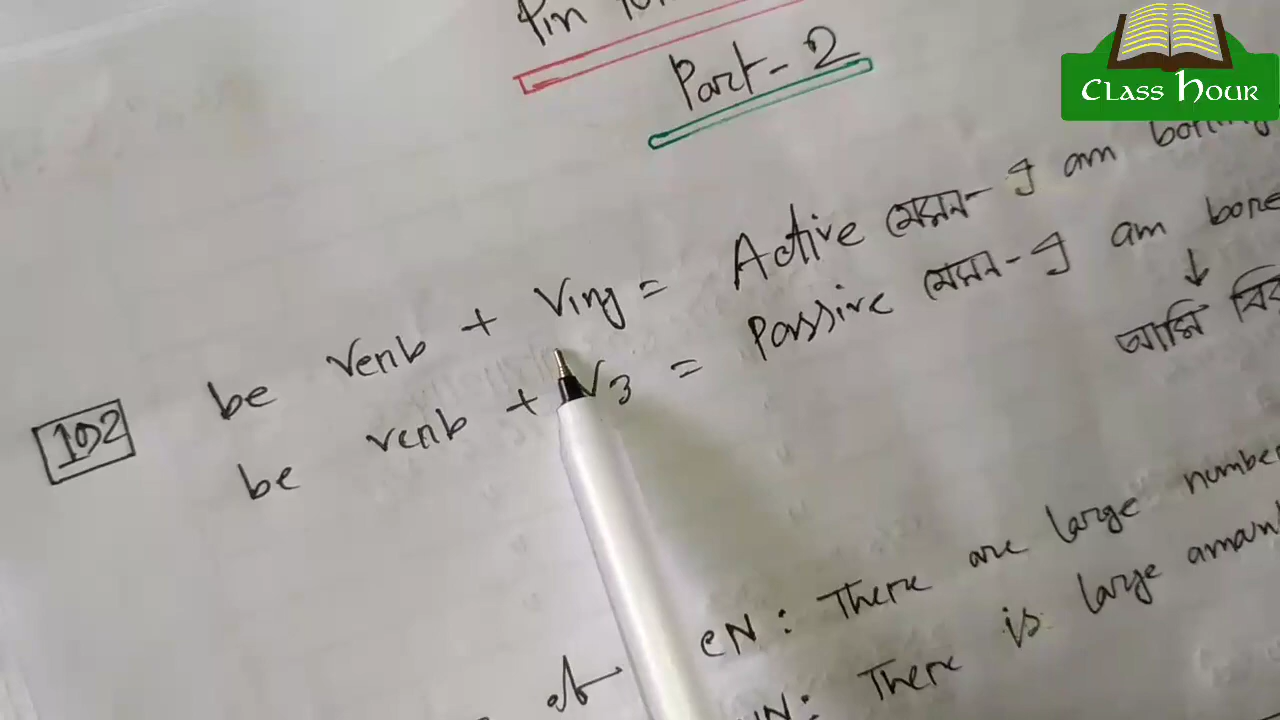 Part-2
CLASS HOUR
be verb + Ving = Active যেমন- I am boring
102
be verb + V3 = Passive যেমন- I am bore
↓
আমি বির
CN: There are large number
There is large amount